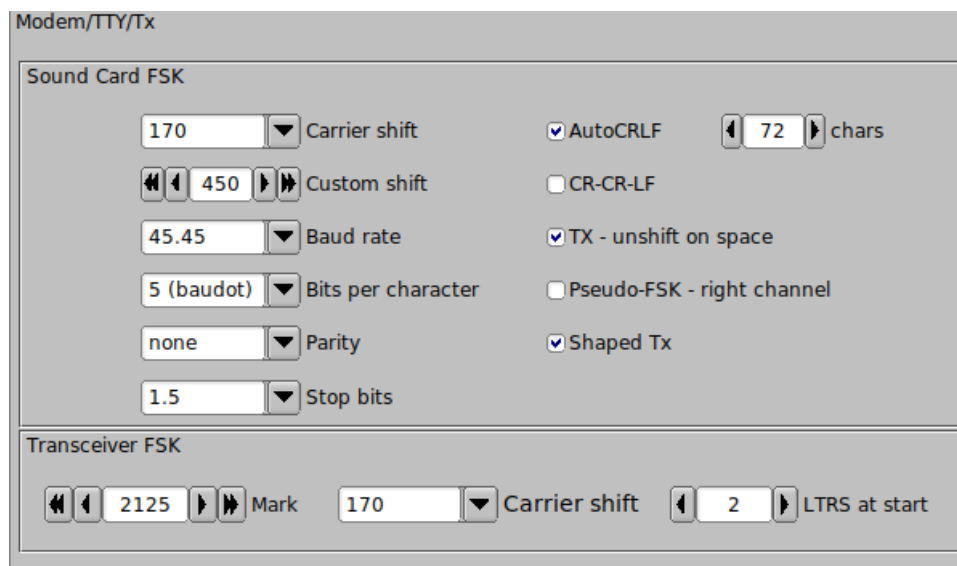 Modem/TTY/Tx
Sound Card FSK
170 Carrier shift AutoCRLF 72 chars
450 Custom shift CR-CR-LF
45.45 Baud rate TX - unshift on space
5 (baudot) Bits per character Pseudo-FSK - right channel
none Parity Shaped Tx
1.5 Stop bits
Transceiver FSK
2125 Mark 170 Carrier shift 2 LTRS at start